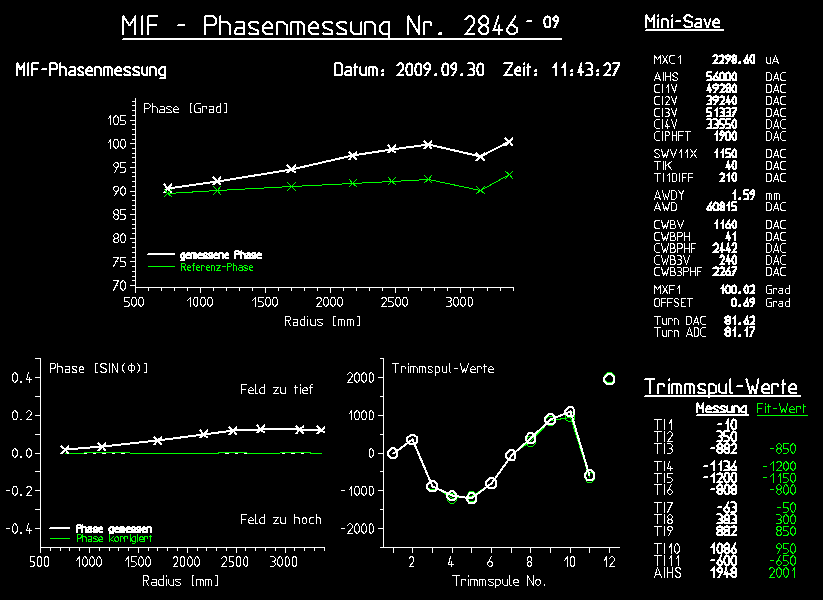 MIF - Phasenmessung Nr. 2846 - 09
MIF-Phasenmessung
Datum: 2009.09.30 Zeit: 11:43:27
Phase [Grad]
105
100
95
90
85
80
75
70
gemessene Phase
Referenz-Phase
500 1000 1500 2000 2500 3000
Radius [mm]
Phase [SIN(Φ)]
0.4
0.2
0.0
-0.2
-0.4
Feld zu tief
Feld zu hoch
Phase gemessen
Phase korrigiert
500 1000 1500 2000 2500 3000
Radius [mm]
Trimmspul-Werte
2000
1000
0
-1000
-2000
2 4 6 8 10 12
Trimmspule No.
Mini-Save
MXC1 2298.60 uA
AIHS 56000 DAC
CI1V 49280 DAC
CI2V 39240 DAC
CI3V 51337 DAC
CI4V 33550 DAC
CIPHFT 1900 DAC
SWV11X 1150 DAC
TIK 40 DAC
TI1DIFF 210 DAC
AWDY 1.59 mm
AWD 60815 DAC
CWBV 1160 DAC
CWBPH 41 DAC
CWBPHF 2442 DAC
CWB3V 240 DAC
CWB3PHF 2267 DAC
MXF1 100.02 Grad
OFFSET 0.69 Grad
Turn DAC 81.62
Turn ADC 81.17
Trimmspul-Werte
Messung Fit-Wert
TI1 -10
TI2 350
TI3 -882 -850
TI4 -1136 -1200
TI5 -1200 -1150
TI6 -808 -800
TI7 -63 -50
TI8 383 300
TI9 882 850
TI10 1086 950
TI11 -600 -650
AIHS 1948 2001